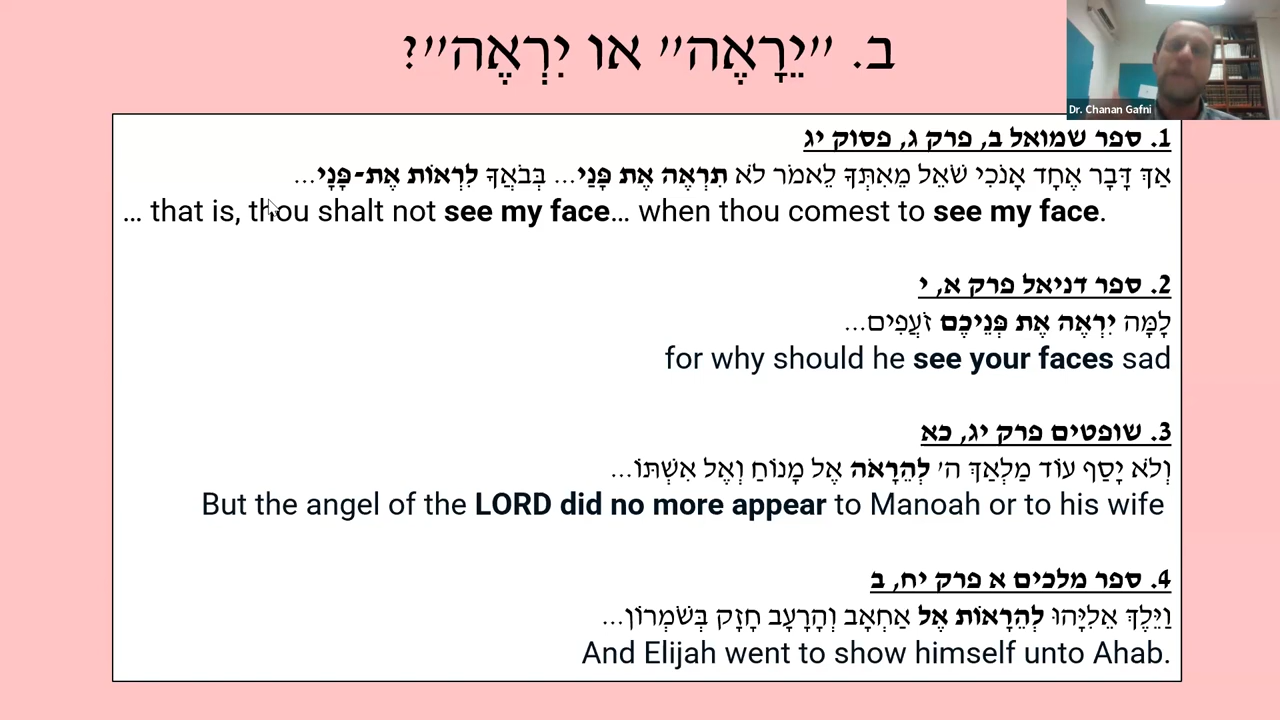 ב. "יֵרָאֶה" או יִרְאֶה"?
Dr. Chanan Gafni
1. ספר שמואל ב, פרק ג, פסוק יג
אַךְ דָּבָר אֶחָד אָנֹכִי שֹׁאֵל מֵאִתְּךָ לֵאמֹר לֹא תִרְאֶה אֶת פָּנַי... בְּבֹאֲךָ לִרְאוֹת אֶת-פָּנָי...
... that is, thou shalt not see my face... when thou comest to see my face.
2. ספר דניאל פרק א, י
לָמָּה יִרְאֶה אֶת פְּנֵיכֶם זֹעֲפִים...
for why should he see your faces sad
3. שופטים פרק יג, כא
וְלֹא יָסַף עוֹד מַלְאַךְ ה' לְהֵרָאֹה אֶל מָנוֹחַ וְאֶל אִשְׁתּוֹ...
But the angel of the LORD did no more appear to Manoah or to his wife
4. ספר מלכים א פרק יח, ב
וַיֵּלֶךְ אֵלִיָּהוּ לְהֵרָאוֹת אֶל אַחְאָב וְהָרָעָב חָזָק בְּשֹׁמְרוֹן...
And Elijah went to show himself unto Ahab.